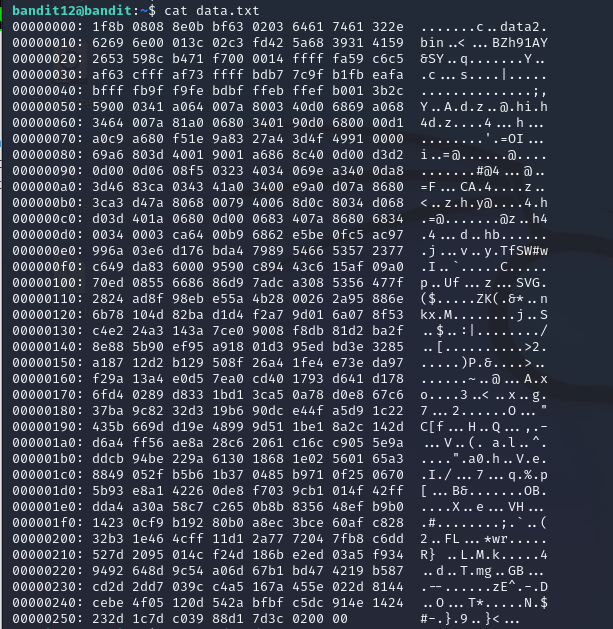 bandit12@bandit:~$ cat data.txt
00000000: 1f8b 0808 8e0b bf63 0203 6461 7461 322e  .......c..data2.
00000010: 6269 6e00 013c 02c3 fd42 5a68 3931 4159  bin..<...BZh91AY
00000020: 2653 598c b471 f700 0014 ffff fa59 c6c5  &SY..q.......Y..
00000030: af63 cfff af73 ffff bdb7 7c9f b1fb eafa  .c...s....|.....
00000040: bfff fb9f f9fe bdbf ffeb ffef b001 3b2c  ..............;,
00000050: 5900 0341 a064 007a 8003 40d0 6869 a068  Y..A.d.z..@.hi.h
00000060: 3464 007a 81a0 0680 3401 90d0 6800 00d1  4d.z....4...h...
00000070: a0c9 a680 f51e 9a83 27a4 3d4f 4991 0000  ........'.=OI...
00000080: 69a6 803d 4001 9001 a686 8c40 0d00 d3d2  i..=@......@....
00000090: 0d00 0d06 08f5 0323 4034 069e a340 0da8  .......#@4...@..
000000a0: 3d46 83ca 0343 41a0 3400 e9a0 d07a 8680  =F...CA.4....z..
000000b0: 3ca3 d47a 8068 0079 4006 8d0c 8034 d068  <..z.h.y@....4.h
000000c0: d03d 401a 0680 0d00 0683 407a 8680 6834  .=@.......@z..h4
000000d0: 0034 0003 ca64 00b9 6862 e5be 0fc5 ac97  .4...d..hb......
000000e0: 996a 03e6 d176 bda4 7989 5466 5357 2377  .j...v..y.TfSW#w
000000f0: c649 da83 6000 9590 c894 43c6 15af 09a0  .I..`.....C.....
00000100: 70ed 0855 6686 86d9 7adc a308 5356 477f  p..Uf...z...SVG.
00000110: 2824 ad8f 98eb e55a 4b28 0026 2a95 886e  ($.....ZK(.&*..n
00000120: 6b78 104d 82ba d1d4 f2a7 9d01 6a07 8f53  kx.M........j..S
00000130: c4e2 24a3 143a 7ce0 9008 f8db 81d2 ba2f  ..$..:|......../
00000140: 8e88 5b90 ef95 a918 01d3 95ed bd3e 3285  ..[..........>2.
00000150: a187 12d2 b129 508f 26a4 1fe4 e73e da97  .....)P.&....>..
00000160: f29a 13a4 e0d5 7ea0 cd40 1793 d641 d178  ......~..@...A.x
00000170: 6fd4 0289 d833 1bd1 3ca5 0a78 d0e8 67c6  o....3..<..x..g.
00000180: 37ba 9c82 32d3 19b6 90dc e44f a5d9 1c22  7...2......O..."
00000190: 435b 669d d19e 4899 9d51 1be1 8a2c 142d  C[f...H..Q...,.-
000001a0: d6a4 ff56 ae8a 28c6 2061 c16c c905 5e9a  ...V..(. a.l..^.
000001b0: ddcb 94be 229a 6130 1868 1e02 5601 65a3  ....".a0.h..V.e.
000001c0: 8849 052f b5b6 1b37 0485 b971 0f25 0670  .I./...7...q.%.p
000001d0: 5b93 e8a1 4226 0de8 f703 9cb1 014f 42ff  [...B&.......OB.
000001e0: dda4 a30a 58c7 c265 0b8b 8356 48ef b9b0  ....X..e...VH...
000001f0: 1423 0cf9 b192 80b0 a8ec 3bce 60af c828  .#........;.`..(
00000200: 32b3 1e46 4cff 11d1 2a77 7204 7fb8 c6dd  2..FL...*wr.....
00000210: 527d 2095 014c cf24 d186 b e2ed 03a5 f934  R} ..L.M.k.....4
00000220: 9492 648d 9c54 a06d 67b1 bd47 4219 b587  ..d..T.mg..GB...
00000230: cd2d 2dd7 039c c4a5 167a 455e 022d 8144  .--......zE^.-.D
00000240: cebe 4f05 120d 542a bfbf c5dc 914e 1424  ..O...T*.....N.$
00000250: 232d 1c7d c039 88d1 7d3c 0200 00         #-.}.9..}<...